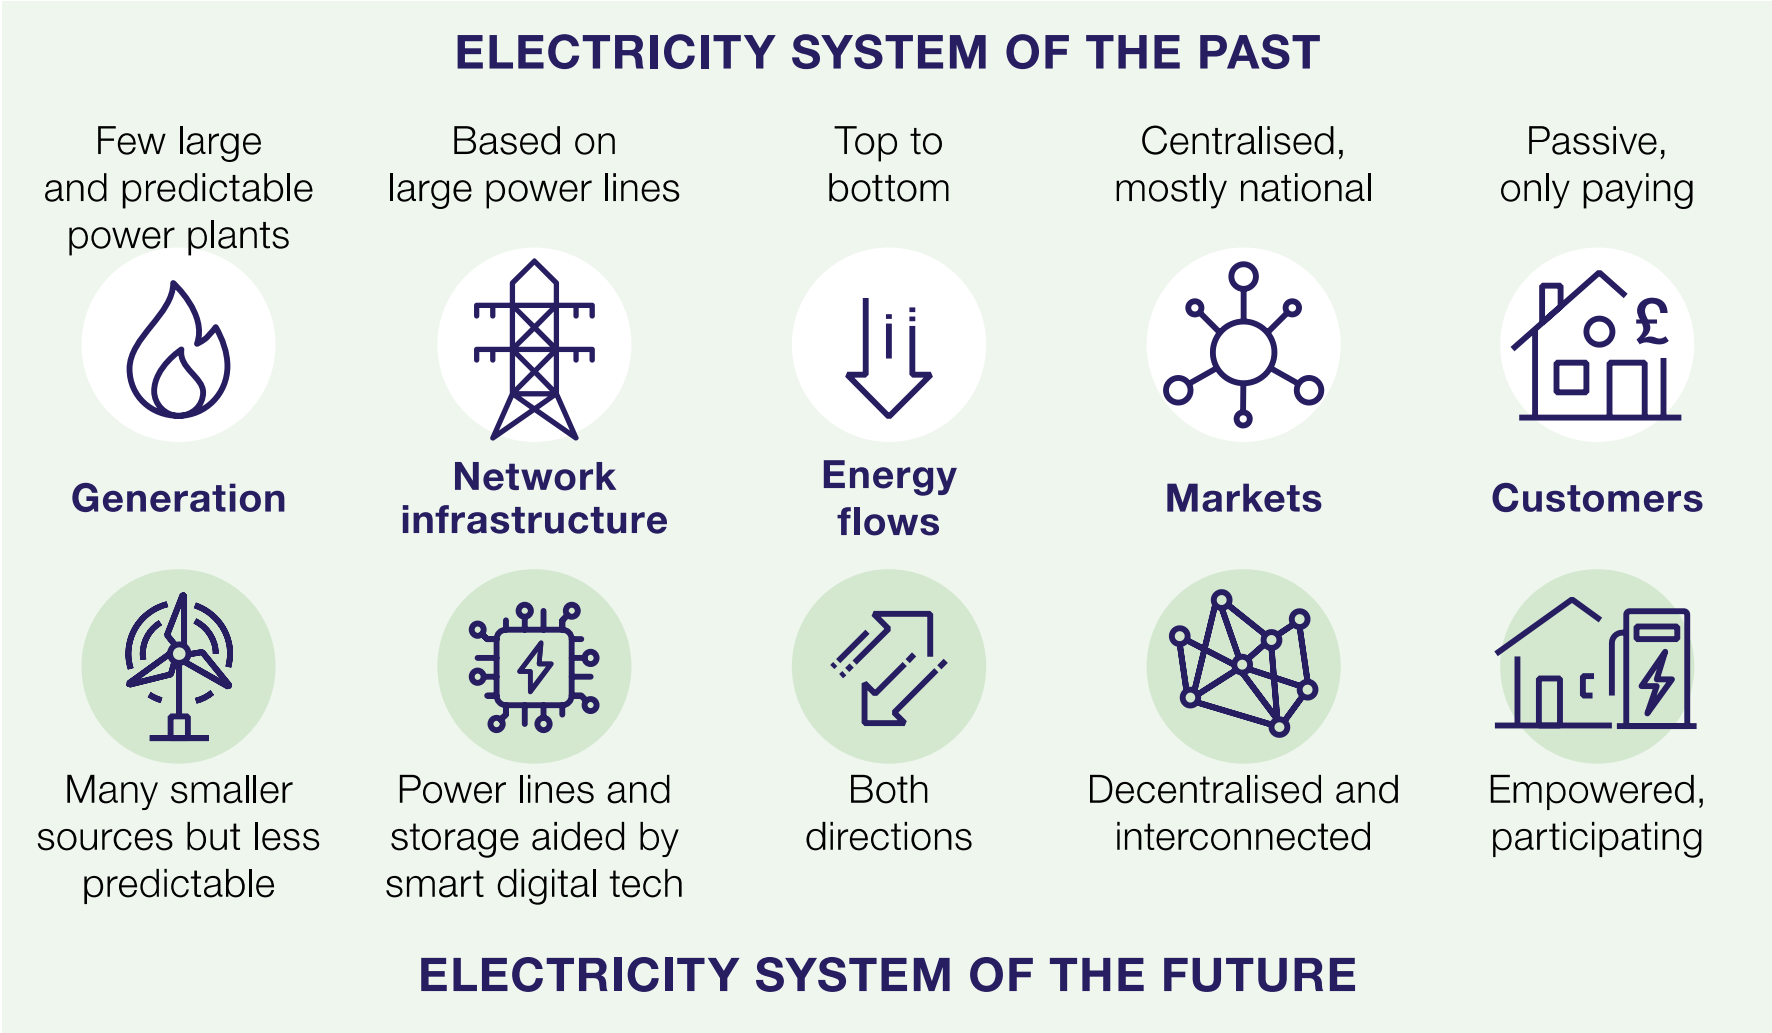 ELECTRICITY SYSTEM OF THE PAST
Few large
and predictable
power plants
Based on
large power lines
Top to
bottom
Centralised,
mostly national
Passive,
only paying
£
Generation
Network
infrastructure
Energy
flows
Markets
Customers
Many smaller
sources but less
predictable
Power lines and
storage aided by
smart digital tech
Both
directions
Decentralised and
interconnected
Empowered,
participating
ELECTRICITY SYSTEM OF THE FUTURE